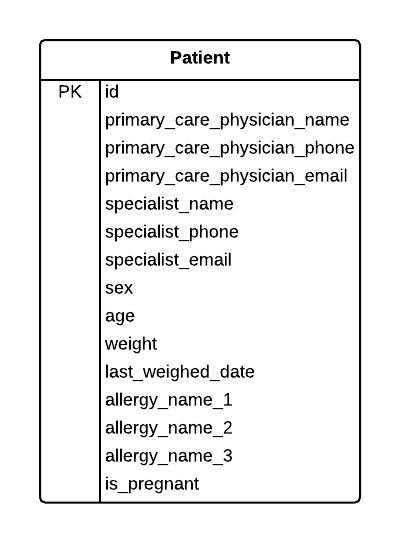 Patient
PK id
primary_care_physician_name
primary_care_physician_phone
primary_care_physician_email
specialist_name
specialist_phone
specialist_email
sex
age
weight
last_weighed_date
allergy_name_1
allergy_name_2
allergy_name_3
is_pregnant